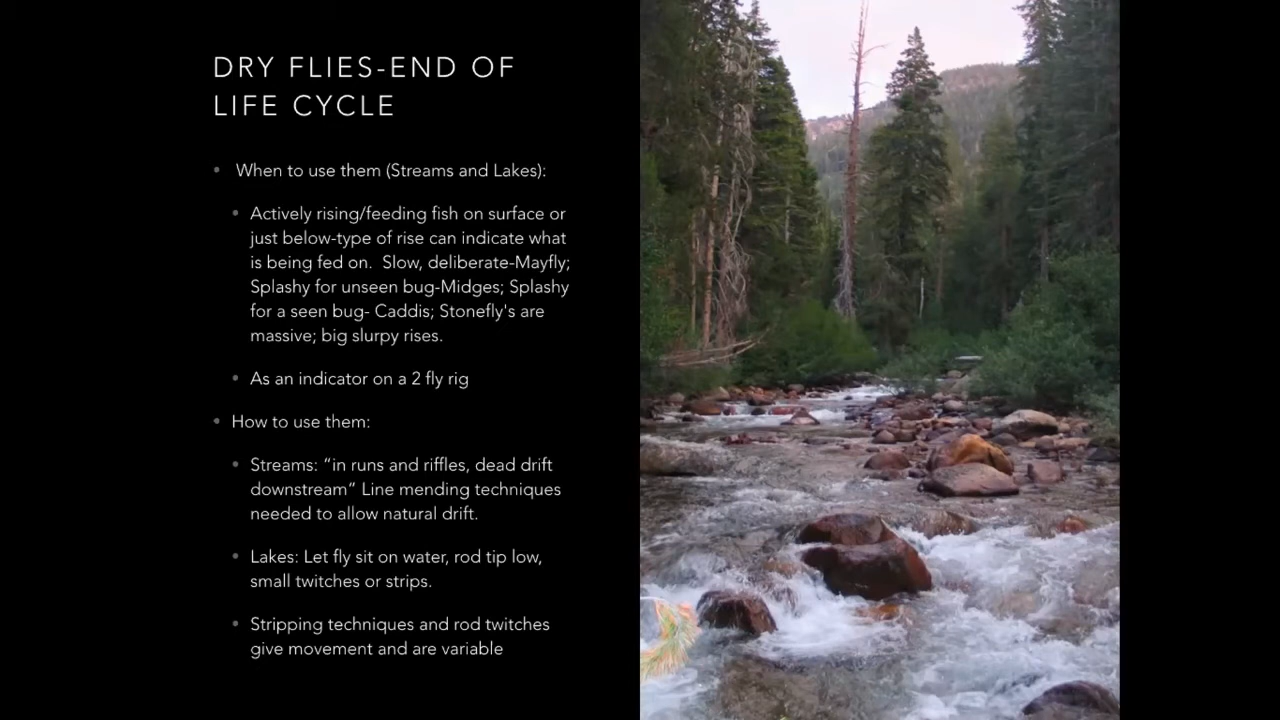 DRY FLIES-END OF
LIFE CYCLE
• When to use them (Streams and Lakes):
• Actively rising/feeding fish on surface or
just below-type of rise can indicate what
is being fed on. Slow, deliberate-Mayfly;
Splashy for unseen bug-Midges; Splashy
for a seen bug- Caddis; Stonefly's are
massive; big slurpy rises.
• As an indicator on a 2 fly rig
• How to use them:
• Streams: “in runs and riffles, dead drift
downstream” Line mending techniques
needed to allow natural drift.
• Lakes: Let fly sit on water, rod tip low,
small twitches or strips.
• Stripping techniques and rod twitches
give movement and are variable